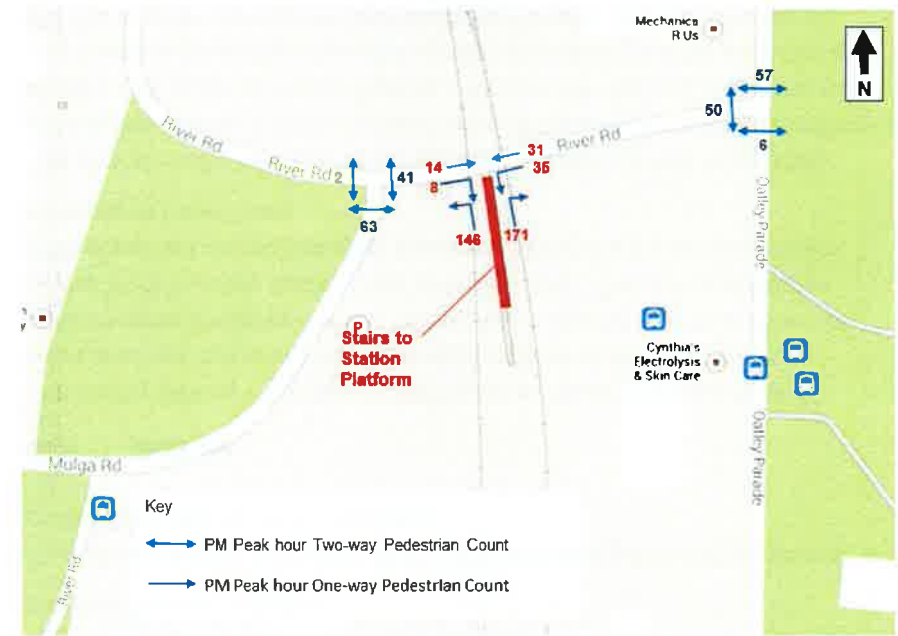 Mechanics
R Us
N
57
50
6
River Rd
River Rd
River Rd
2
41
63
14
8
31
35
146
171
Oatley Parade
P
Stairs to
Station
Platform
Cynthia's
Electrolysis
& Skin Care
Oatley Parade
Mulga Rd
Key
PM Peak hour Two-way Pedestrian Count
PM Peak hour One-way Pedestrian Count